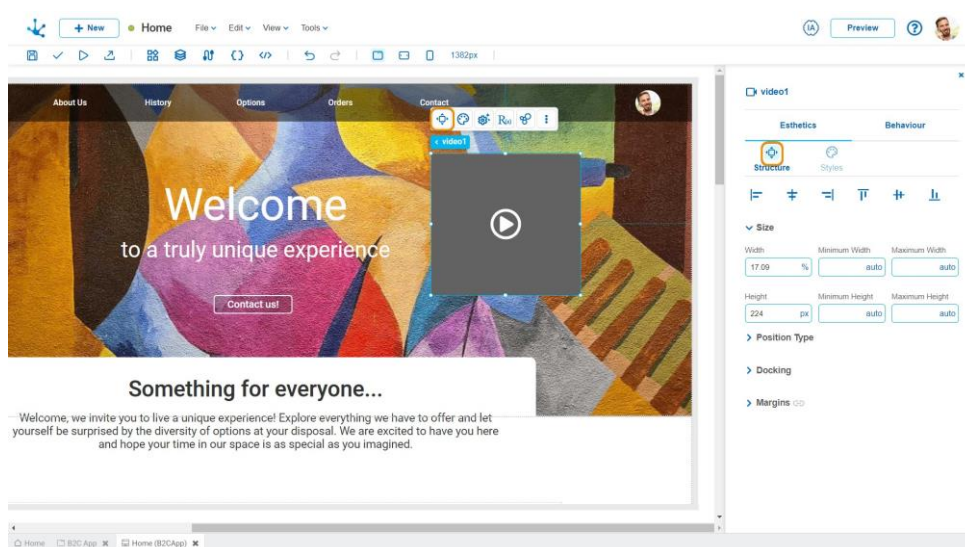 + New
Home
File
Edit
View
Tools
IA
Preview
?
1382px
About Us
History
Options
Orders
Contact
video1
Welcome
to a truly unique experience
Contact us!
Something for everyone...
Welcome, we invite you to live a unique experience! Explore everything we have to offer and let
yourself be surprised by the diversity of options at your disposal. We are excited to have you here
and hope your time in our space is as special as you imagined.
video1
Esthetics
Behaviour
Structure
Styles
Size
Width
Minimum Width
Maximum Width
17.09 %
auto
auto
Height
Minimum Height
Maximum Height
224 px
auto
auto
Position Type
Docking
Margins
Home
B2C App
Home (B2CApp)